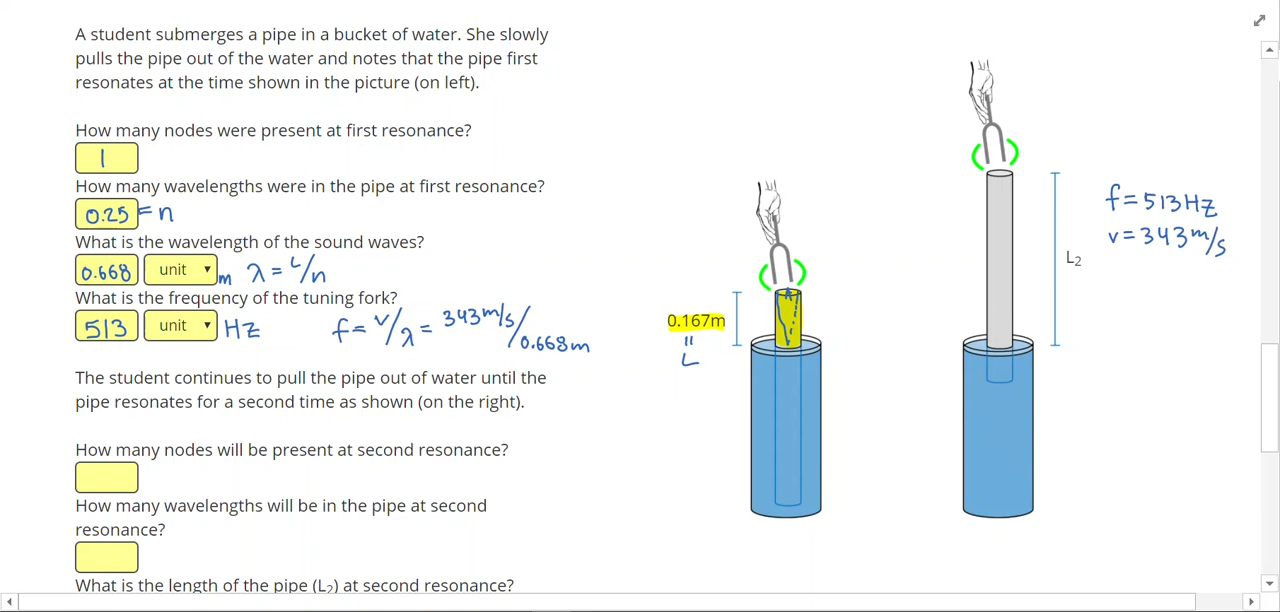 A student submerges a pipe in a bucket of water. She slowly
pulls the pipe out of the water and notes that the pipe first
resonates at the time shown in the picture (on left).
How many nodes were present at first resonance?
1
How many wavelengths were in the pipe at first resonance?
0.25 = n
What is the wavelength of the sound waves?
0.668 unit m λ = L/n
What is the frequency of the tuning fork?
513 unit Hz f = v/λ = 343 m/s / 0.668m
The student continues to pull the pipe out of water until the
pipe resonates for a second time as shown (on the right).
How many nodes will be present at second resonance?
How many wavelengths will be in the pipe at second
resonance?
What is the length of the pipe (L₂) at second resonance?
0.167m
=
L
L₂
f = 513 Hz
v = 343 m/s